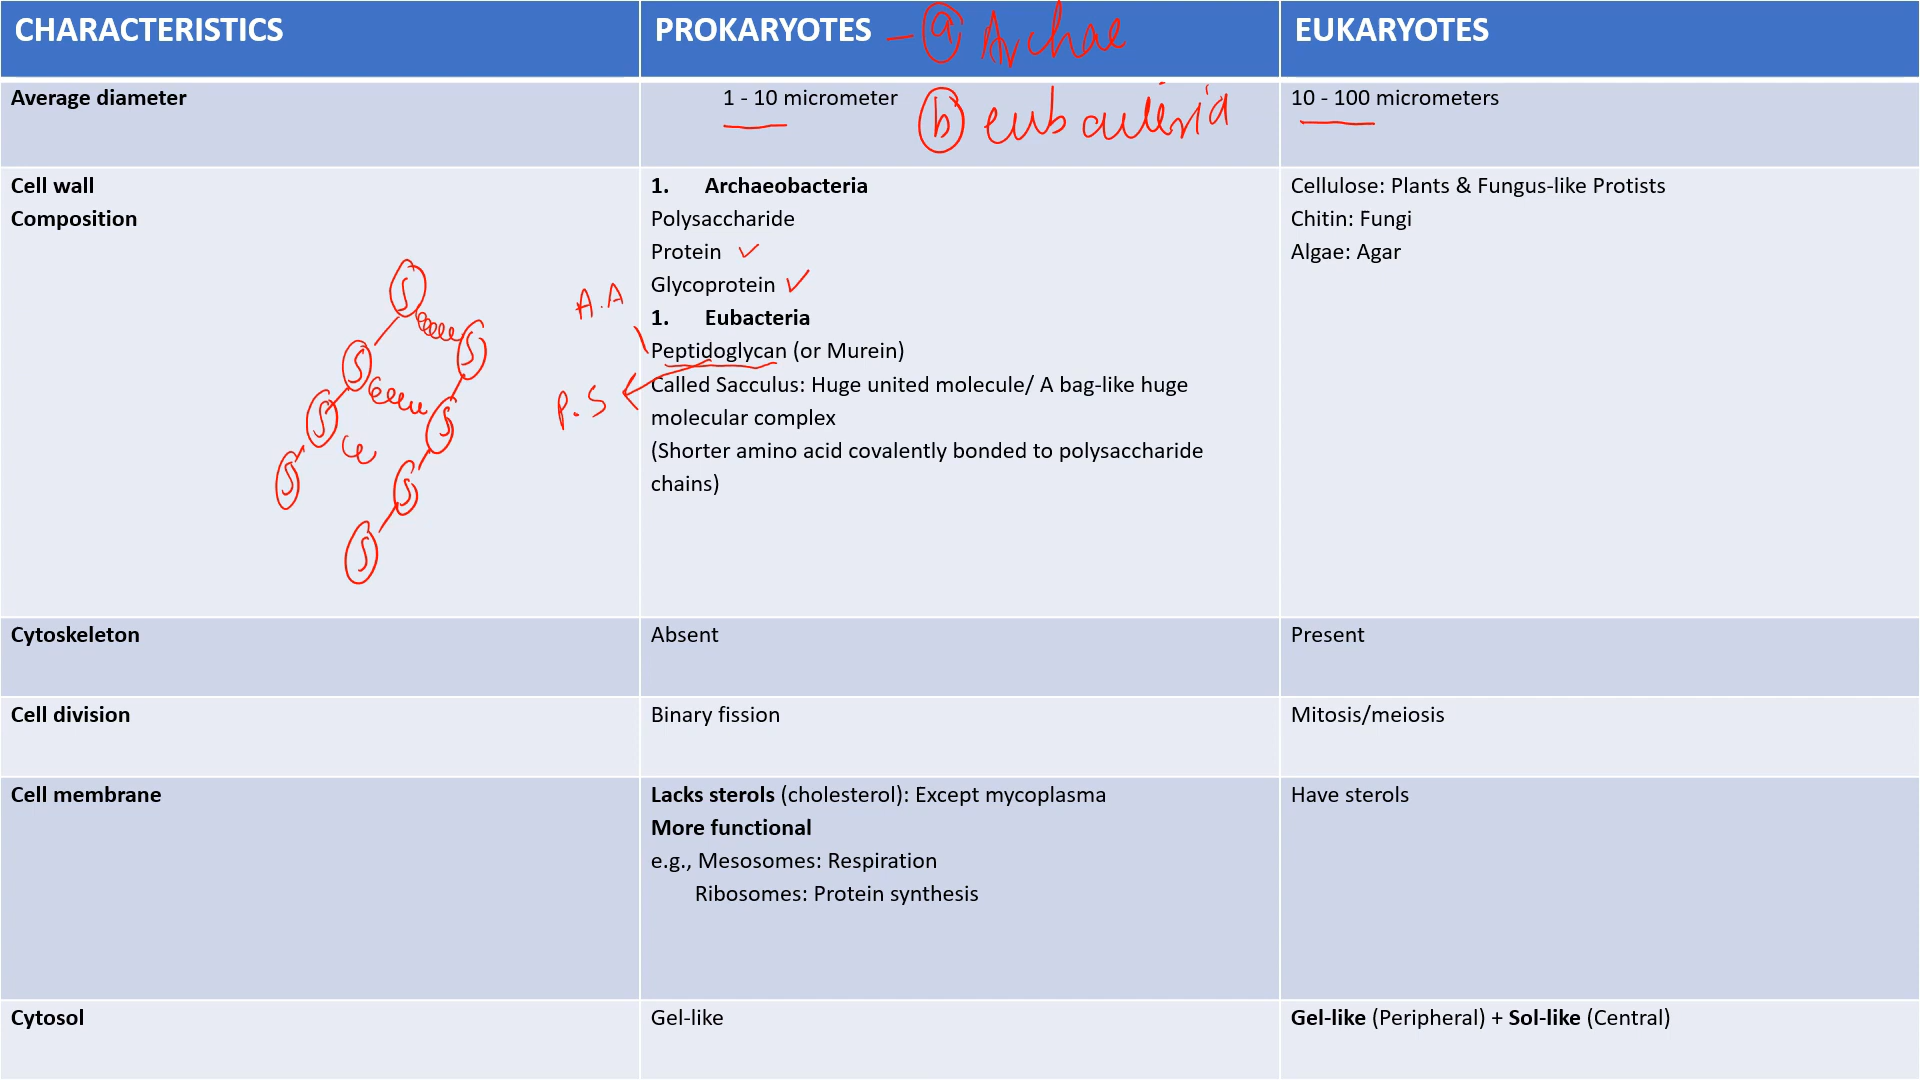 CHARACTERISTICS
PROKARYOTES - (a) Archae
EUKARYOTES
Average diameter
1 - 10 micrometer
(b) eubacteria
10 - 100 micrometers
Cell wall
Composition
1. Archaeobacteria
Polysaccharide
Protein ✓
Glycoprotein ✓
1. Eubacteria
Peptidoglycan (or Murein)
Called Sacculus: Huge united molecule/ A bag-like huge
molecular complex
(Shorter amino acid covalently bonded to polysaccharide
chains)
A.A
P.S
S
S
S
S
S
S
S
S
Cellulose: Plants & Fungus-like Protists
Chitin: Fungi
Algae: Agar
Cytoskeleton
Absent
Present
Cell division
Binary fission
Mitosis/meiosis
Cell membrane
Lacks sterols (cholesterol): Except mycoplasma
More functional
e.g., Mesosomes: Respiration
Ribosomes: Protein synthesis
Have sterols
Cytosol
Gel-like
Gel-like (Peripheral) + Sol-like (Central)